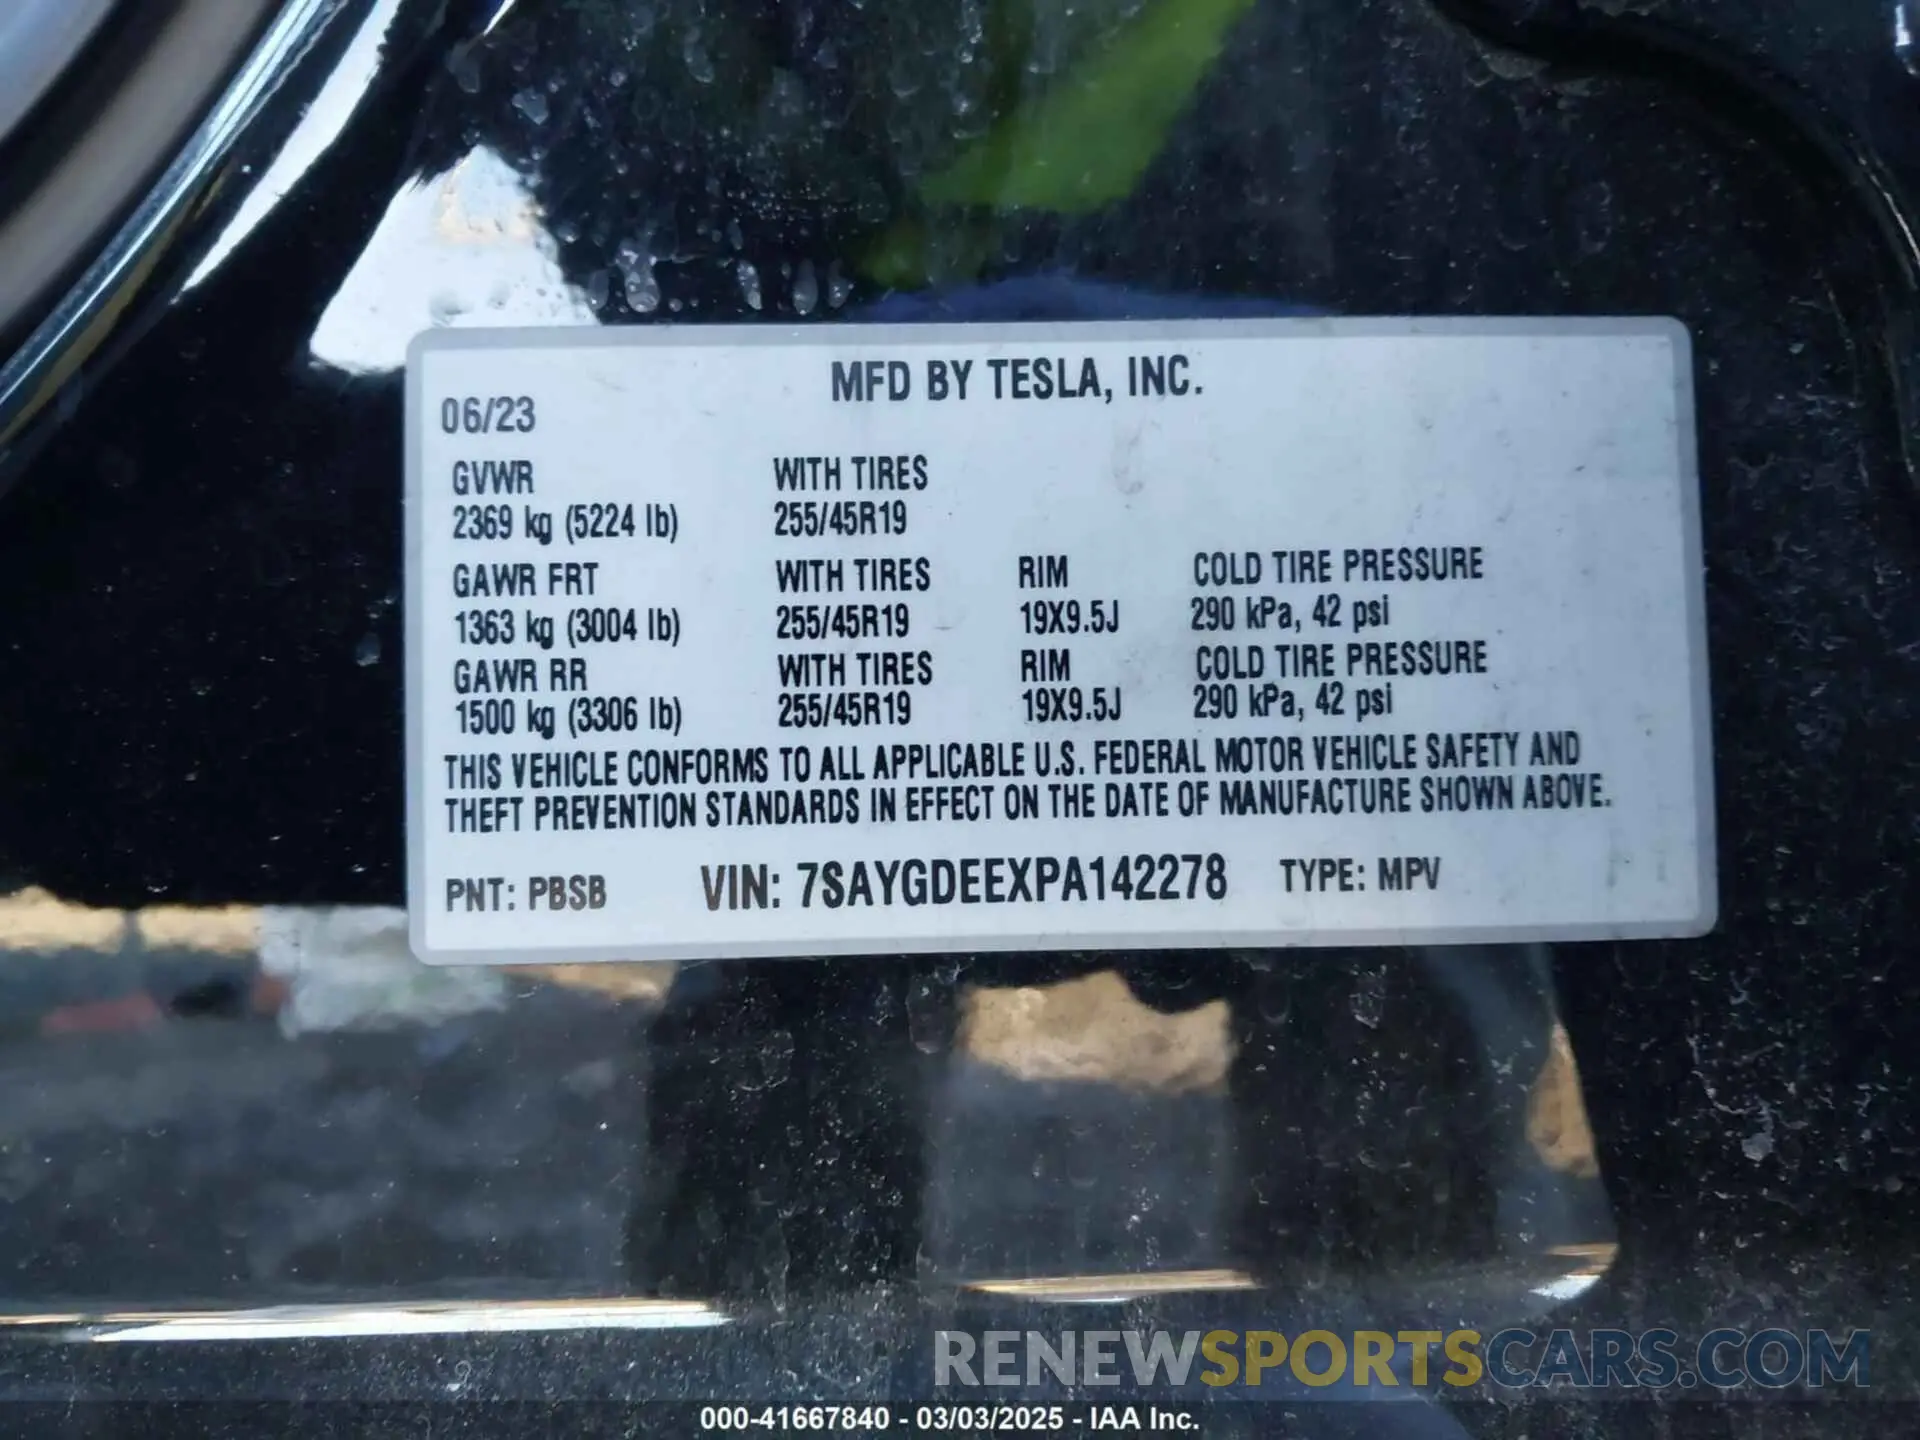 MFD BY TESLA, INC.
06/23
GVWR WITH TIRES
2369 kg (5224 lb) 255/45R19
GAWR FRT WITH TIRES RIM COLD TIRE PRESSURE
1363 kg (3004 lb) 255/45R19 19X9.5J 290 kPa, 42 psi
GAWR RR WITH TIRES RIM COLD TIRE PRESSURE
1500 kg (3306 lb) 255/45R19 19X9.5J 290 kPa, 42 psi
THIS VEHICLE CONFORMS TO ALL APPLICABLE U.S. FEDERAL MOTOR VEHICLE SAFETY AND
THEFT PREVENTION STANDARDS IN EFFECT ON THE DATE OF MANUFACTURE SHOWN ABOVE.
PNT: PBSB VIN: 7SAYGDEEXPA142278 TYPE: MPV
RENEWSPORTSCARS.COM
000-41667840 - 03/03/2025 - IAA Inc.